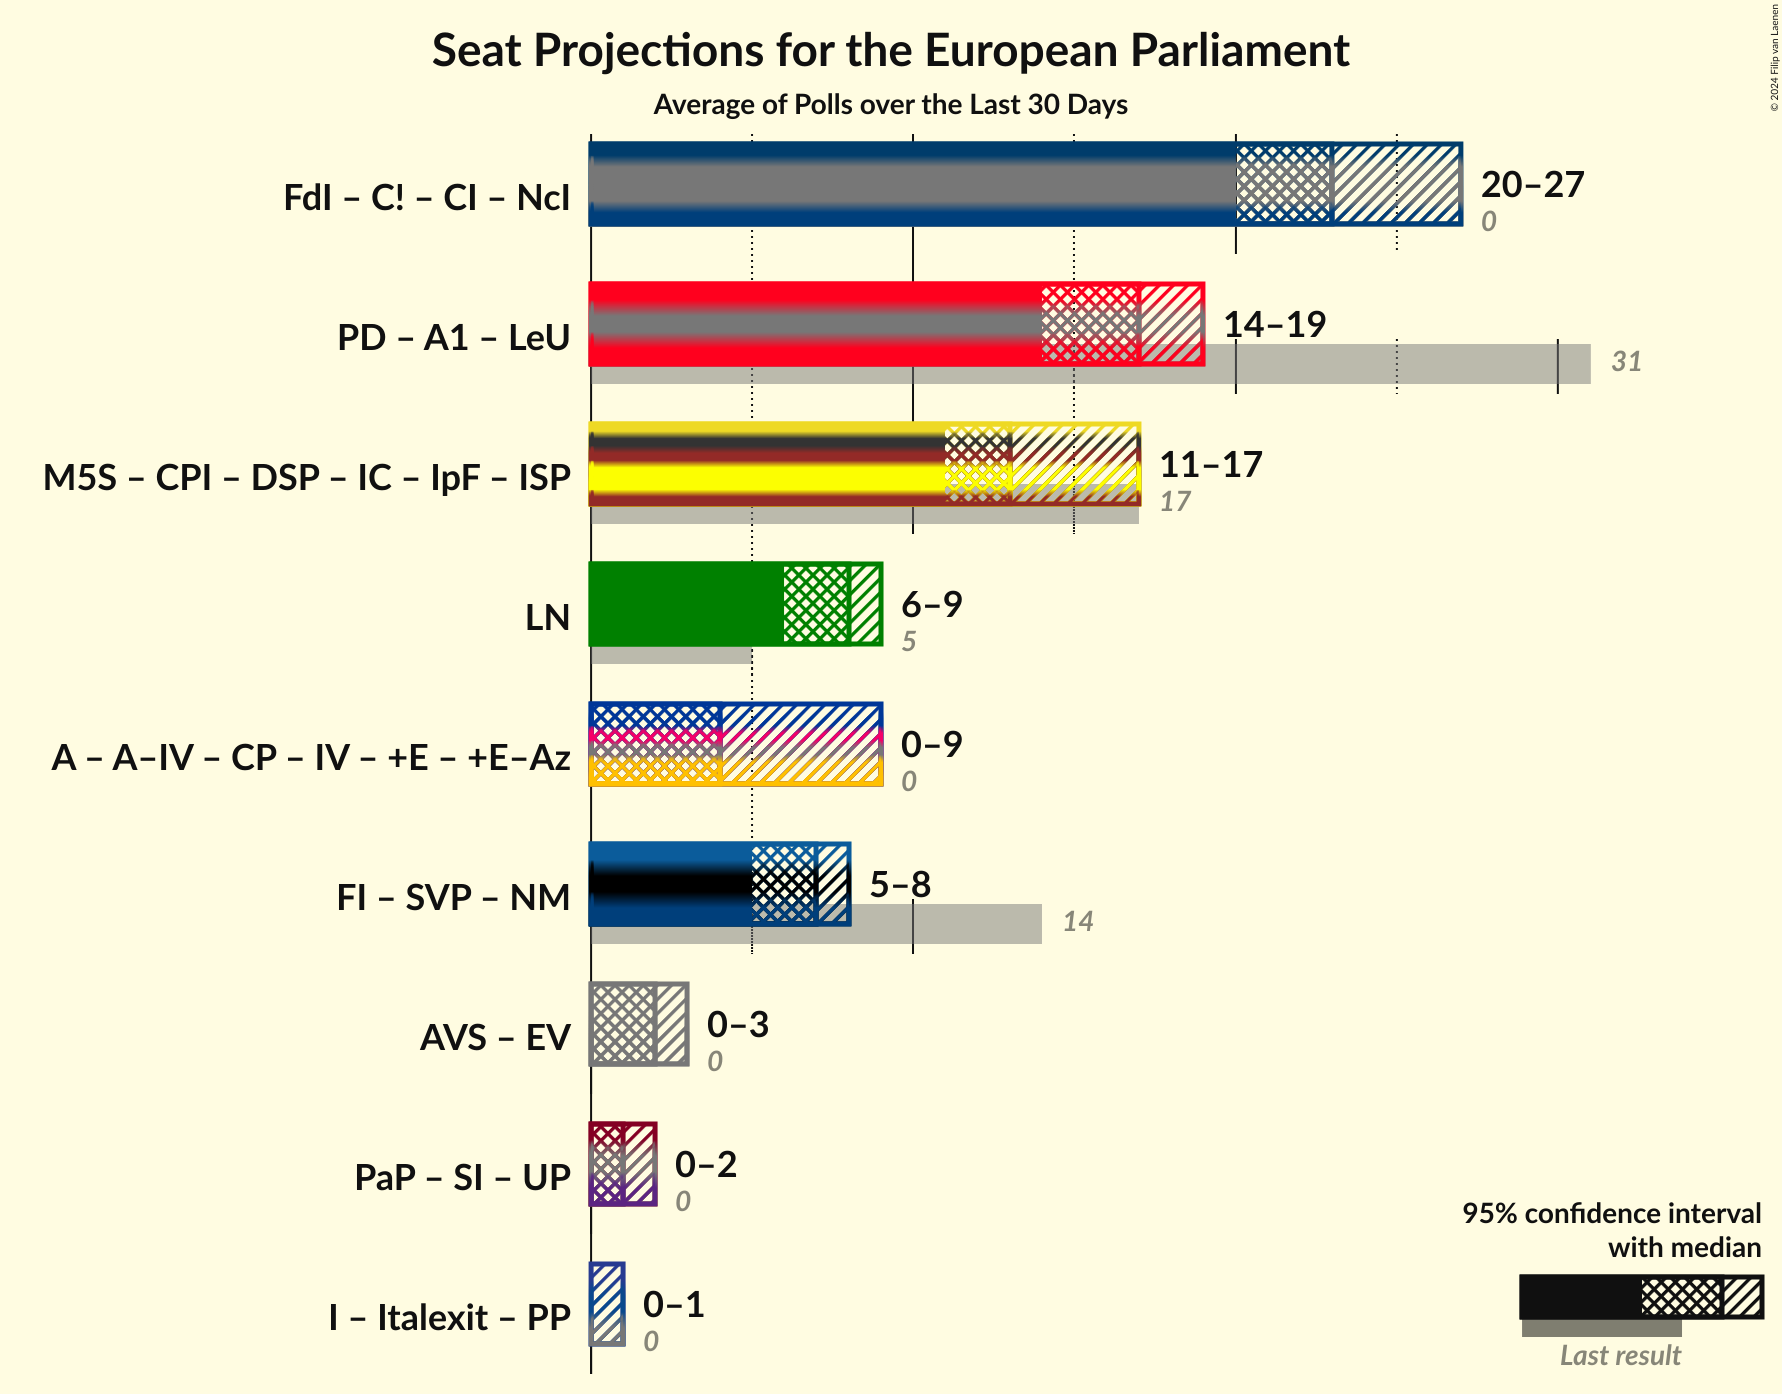 Seat Projections for the European Parliament
Average of Polls over the Last 30 Days
© 2024 Filip van Laenen
FdI – C! – CI – NcI
20–27
0
PD – A1 – LeU
14–19
31
M5S – CPI – DSP – IC – IpF – ISP
11–17
17
LN
6–9
5
A – A–IV – CP – IV – +E – +E–Az
0–9
0
FI – SVP – NM
5–8
14
AVS – EV
0–3
0
PaP – SI – UP
0–2
0
I – Italexit – PP
0–1
0
95% confidence interval
with median
Last result